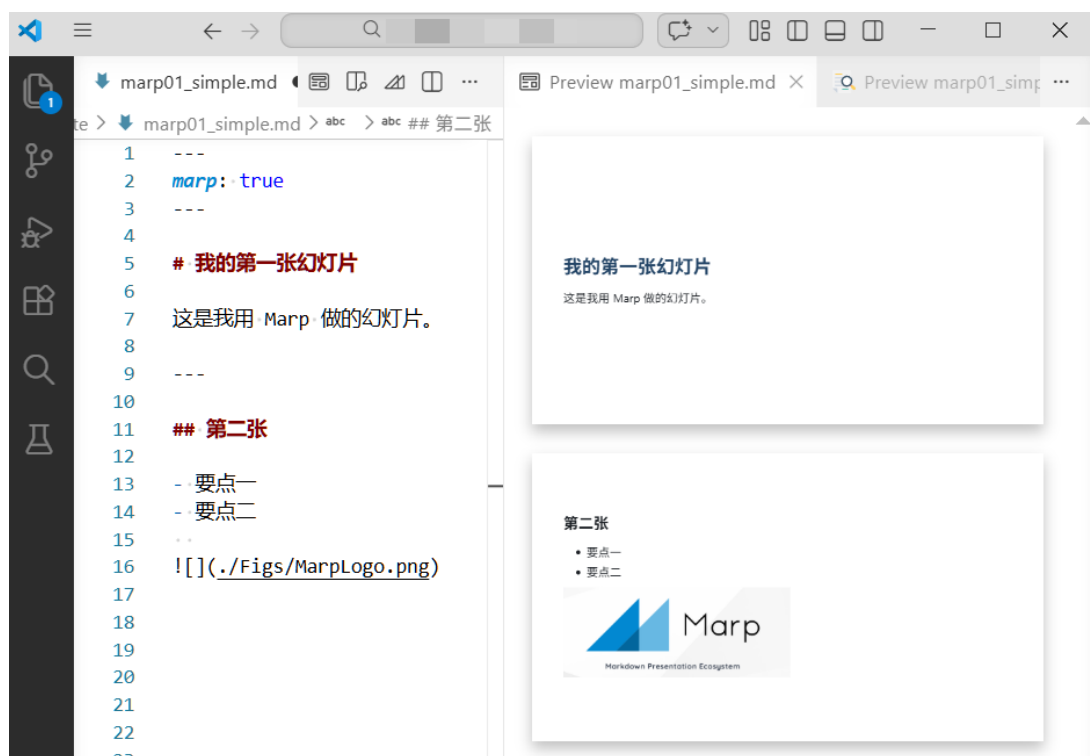 marp01_simple.md
Preview marp01_simple.md
Preview marp01_simp
te > marp01_simple.md > abc > abc ## 第二张
1
1 ---
2 marp: true
3 ---
4
5 # 我的第一张幻灯片
6
7 这是我用 Marp 做的幻灯片。
8
9 ---
10
11 ## 第二张
12
13 - 要点一
14 - 要点二
15
16 ![](./Figs/MarpLogo.png)
17
18
19
20
21
22
我的第一张幻灯片
这是我用 Marp 做的幻灯片。
第二张
• 要点一
• 要点二
Marp
Markdown Presentation Ecosystem